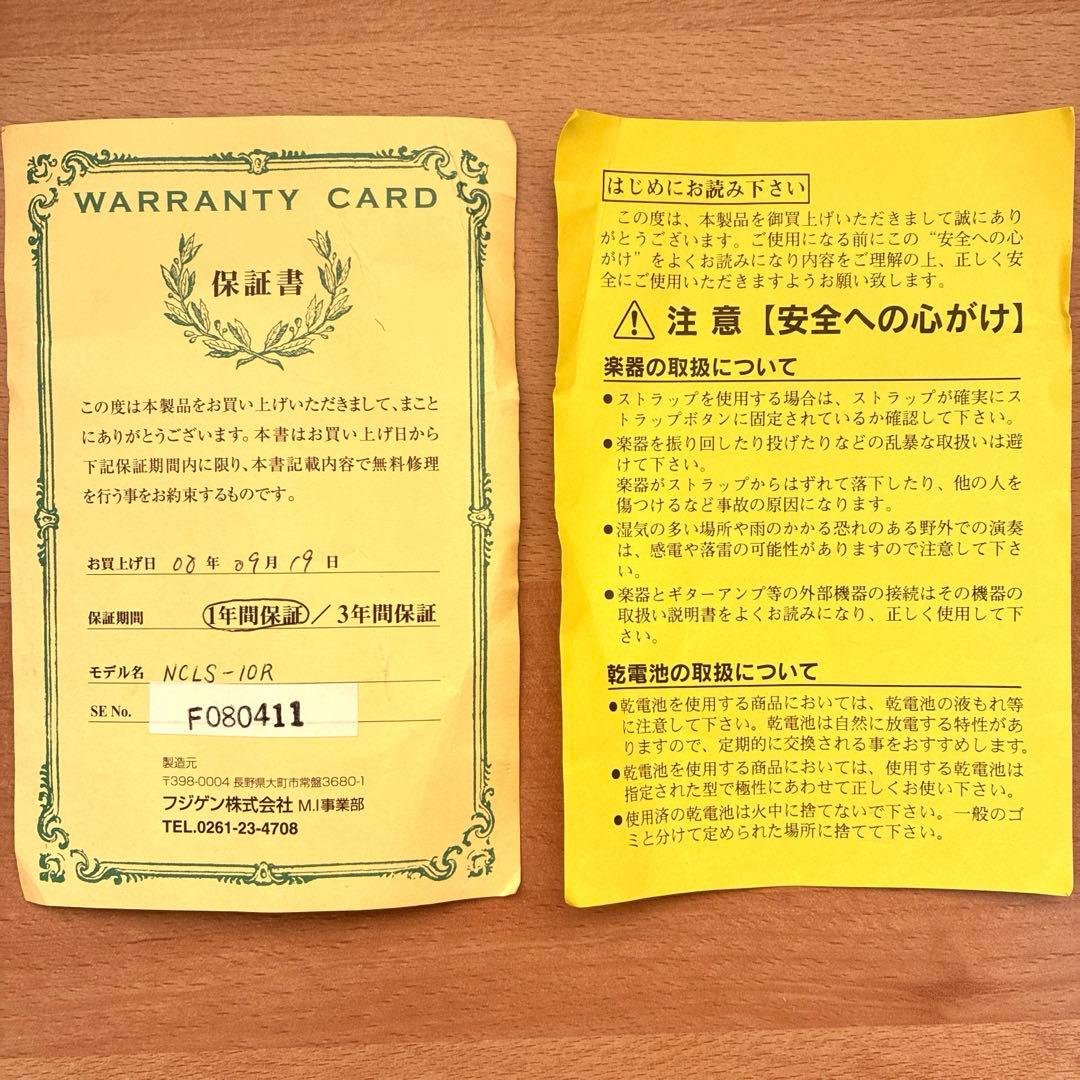 WARRANTY CARD
保証書
この度は本製品をお買い上げいただきまして、まこと
にありがとうございます。本書はお買い上げ日から
下記保証期間内に限り、本書記載内容で無料修理
を行う事をお約束するものです。
お買上げ日 08年 09月 19日
保証期間 1年間保証 / 3年間保証
モデル名 NCLS-10R
SE No. F080411
製造元
〒398-0004 長野県大町市常盤3680-1
フジゲン株式会社 M.I事業部
TEL.0261-23-4708
はじめにお読み下さい
この度は、本製品を御買上げいただきまして誠にあり
がとうございます。ご使用になる前にこの“安全への心
がけ”をよくお読みになり内容をご理解の上、正しく安
全にご使用いただきますようお願い致します。
注意【安全への心がけ】
楽器の取扱について
●ストラップを使用する場合は、ストラップが確実にス
トラップボタンに固定されているか確認して下さい。
●楽器を振り回したり投げたりなどの乱暴な取扱いは避
けて下さい。
楽器がストラップからはずれて落下したり、他の人を
傷つけるなど事故の原因になります。
●湿気の多い場所や雨のかかる恐れのある野外での演奏
は、感電や落雷の可能性がありますので注意して下さ
い。
●楽器とギターアンプ等の外部機器の接続はその機器の
取扱い説明書をよくお読みになり、正しく使用して下
さい。
乾電池の取扱について
●乾電池を使用する商品においては、乾電池の液もれ等
に注意して下さい。乾電池は自然に放電する特性があ
りますので、定期的に交換される事をおすすめします。
●乾電池を使用する商品においては、使用する乾電池は
指定された型で極性にあわせて正しくお使い下さい。
●使用済の乾電池は火中に捨てないで下さい。一般のゴ
ミと分けて定められた場所に捨てて下さい。